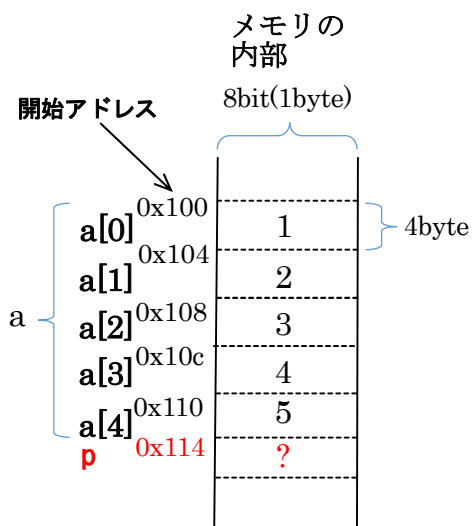 メモリの
内部
8bit(1byte)
開始アドレス
0x100
a[0] 1 4byte
0x104
a[1] 2
a
0x108
a[2] 3
0x10c
a[3] 4
0x110
a[4] 5
p 0x114 ?